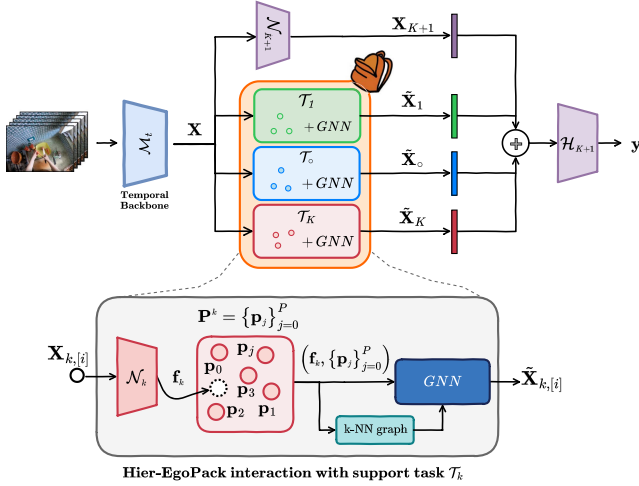 𝒩_{K+1}
𝐗_{K+1}
ℳ_t
𝐗
Temporal
Backbone
𝒯_1
+ GNN
𝐗̃_1
𝒯_○
+ GNN
𝐗̃_○
𝒯_K
+ GNN
𝐗̃_K
+
ℋ_{K+1}
𝐲
𝐏^k = {𝐩_j}_{j=0}^P
𝐗_{k,[i]}
𝒩_k
𝐟_k
𝐩_0
𝐩_j
𝐩_3
𝐩_2
𝐩_1
(𝐟_k, {𝐩_j}_{j=0}^P)
GNN
k-NN graph
𝐗̃_{k,[i]}
Hier-EgoPack interaction with support task 𝒯_k